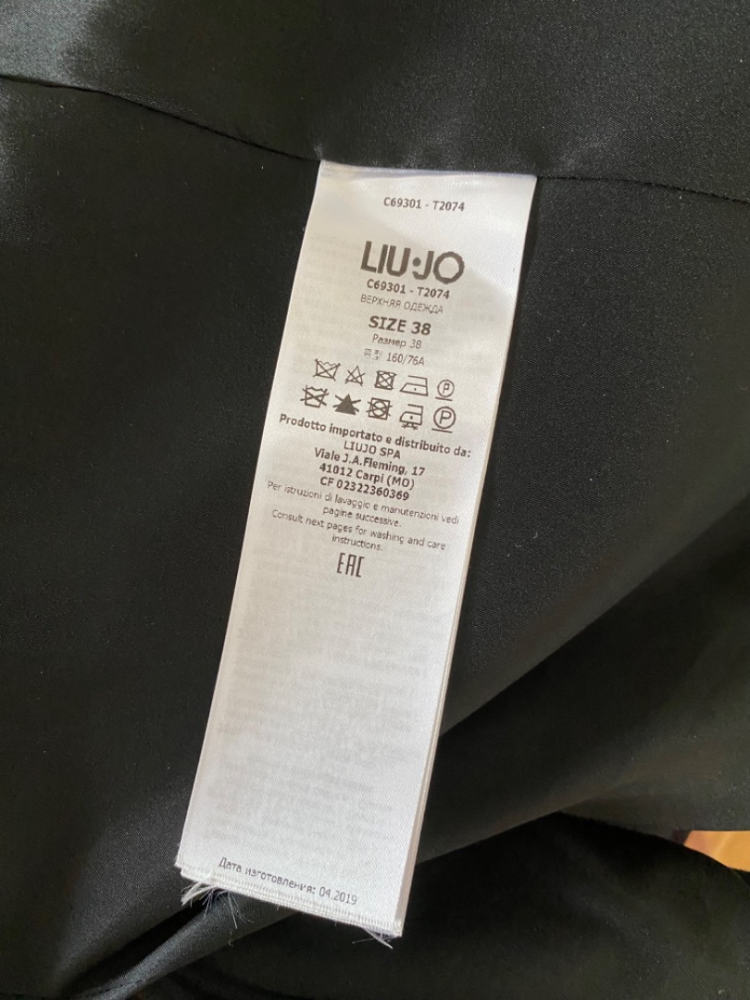 C69301 - T2074
LIU·JO
C69301 - T2074
ВЕРХНЯЯ ОДЕЖДА
SIZE 38
Размер 38
160/76A
P
P
Prodotto importato e distribuito da:
LIUJO SPA
Viale J.A.Fleming, 17
41012 Carpi (MO)
CF 02322360369
Per istruzioni di lavaggio e manutenzioni vedi
pagine successive.
Consult next pages for washing and care
instructions.
EAC
Дата изготовления: 04.2019